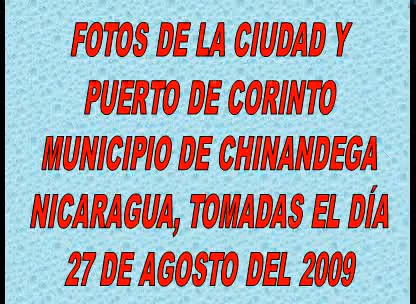 FOTOS DE LA CIUDAD Y
PUERTO DE CORINTO
MUNICIPIO DE CHINANDEGA
NICARAGUA, TOMADAS EL DÍA
27 DE AGOSTO DEL 2009